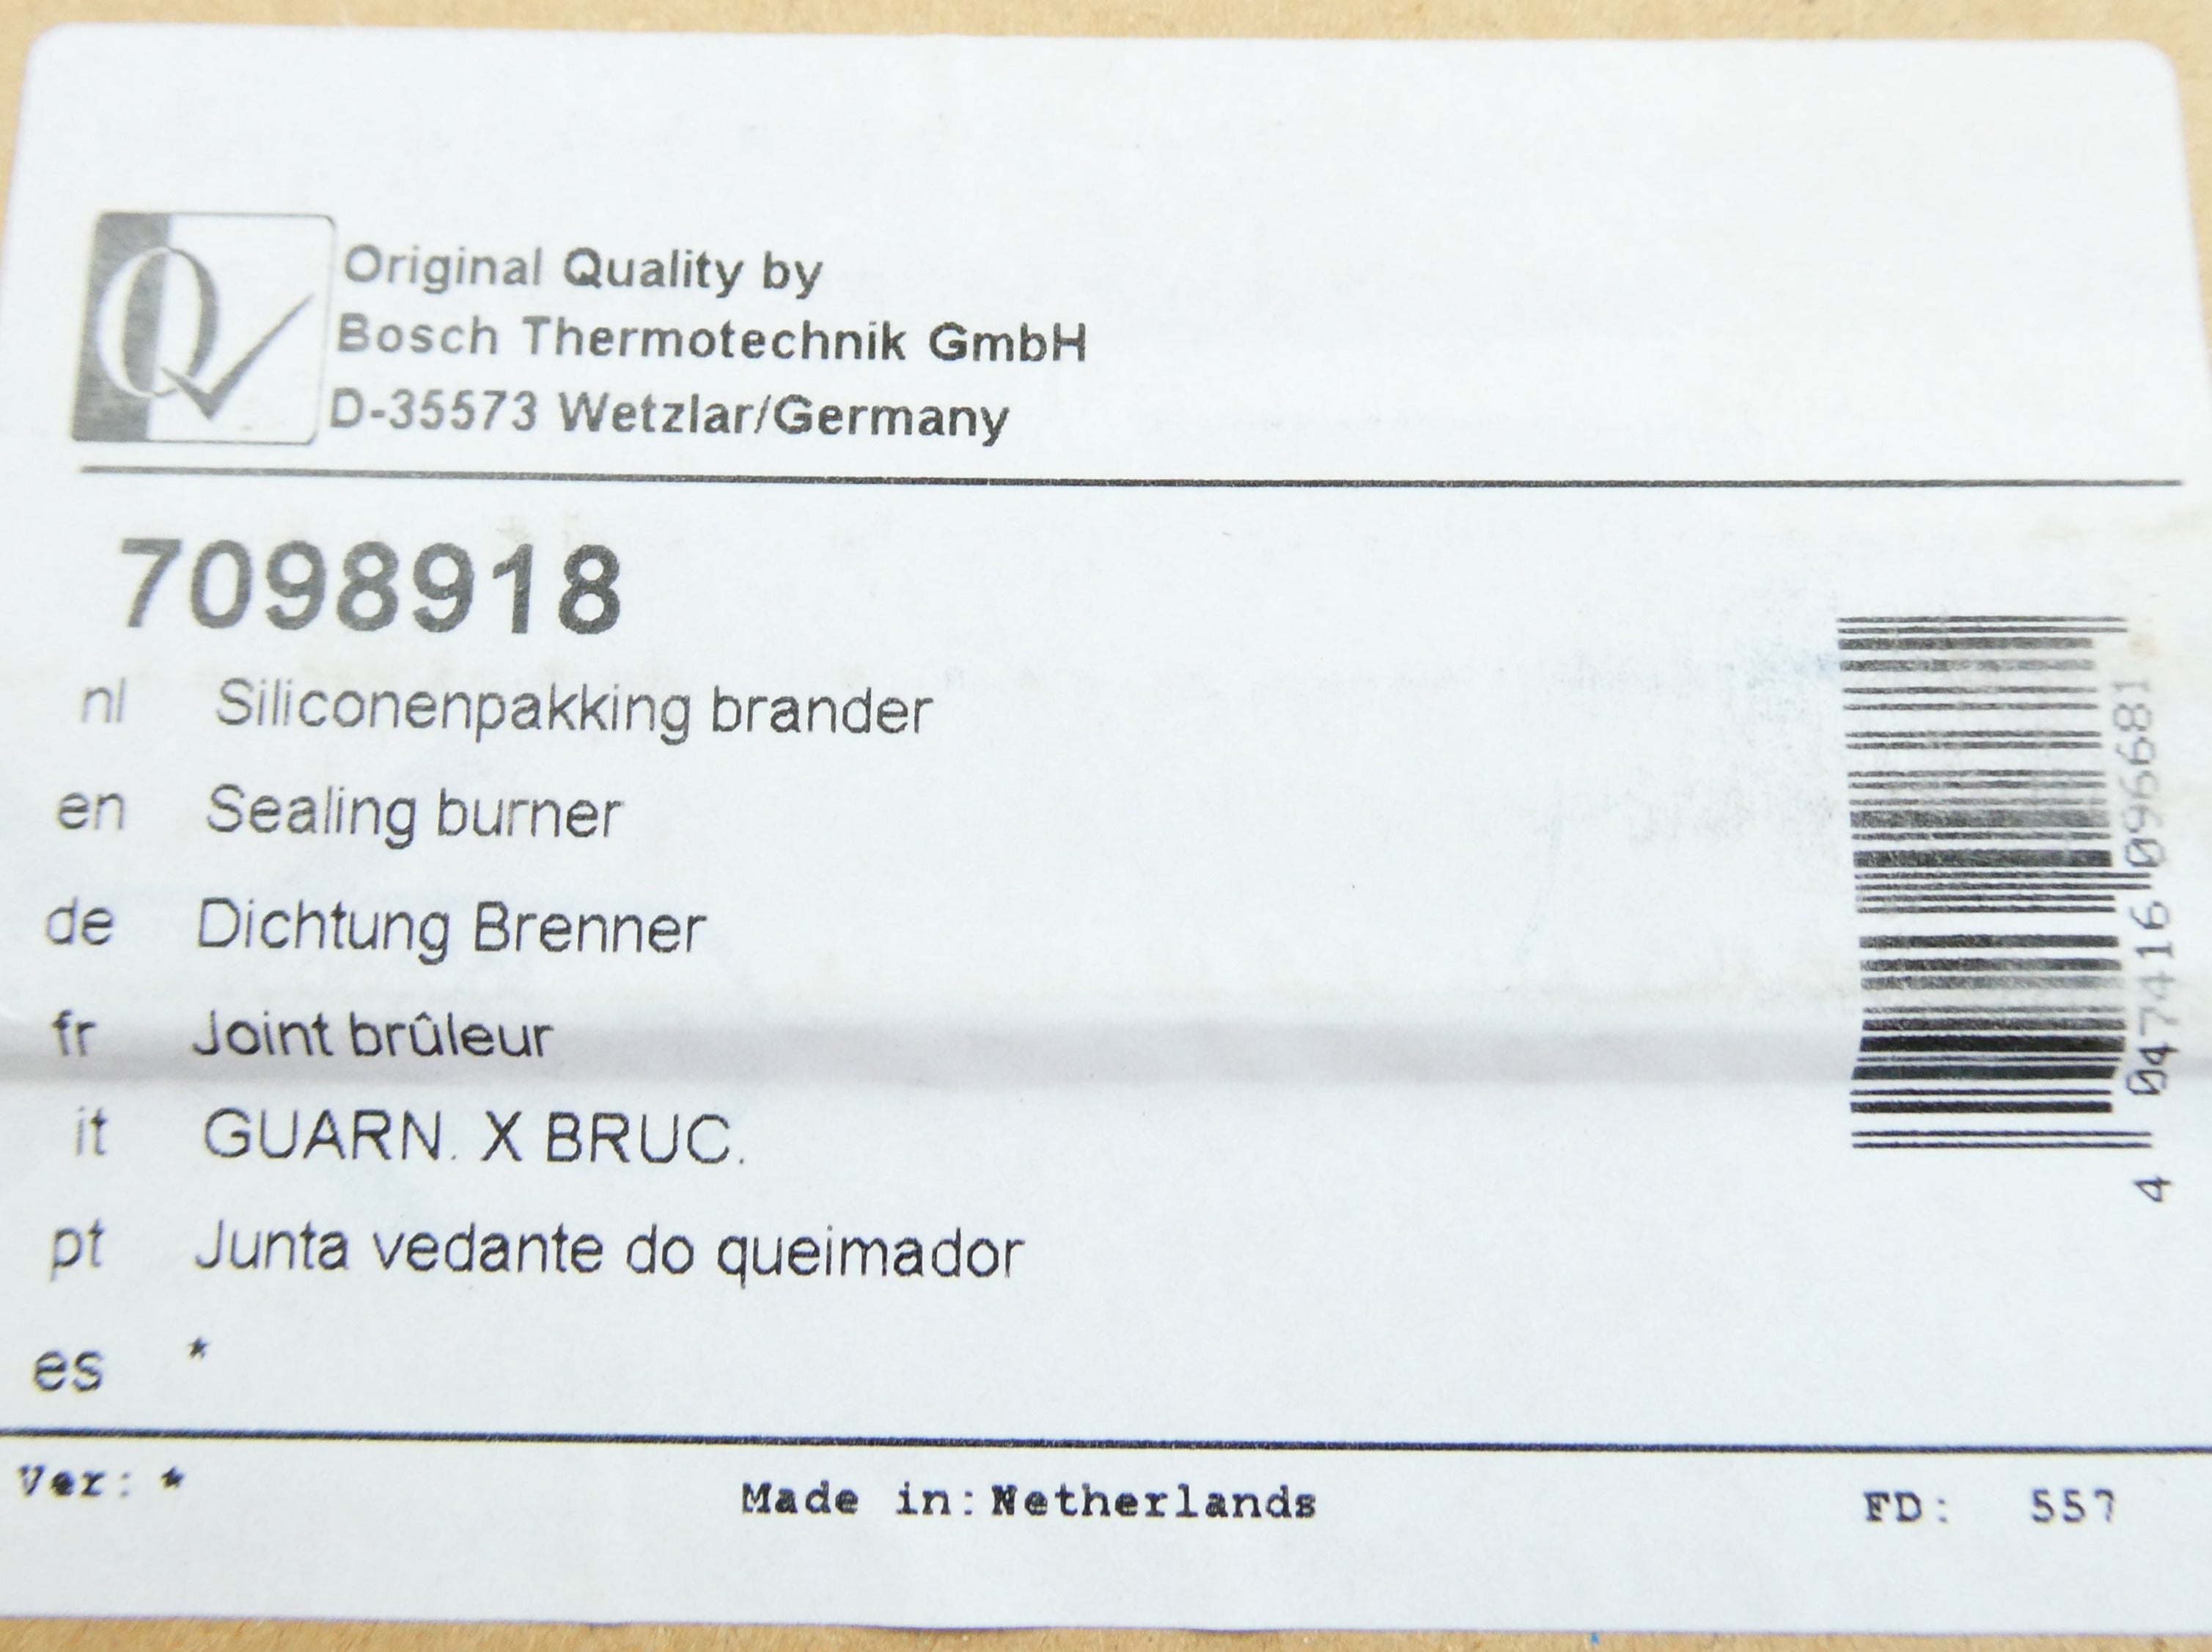 Q
Original Quality by
Bosch Thermotechnik GmbH
D-35573 Wetzlar/Germany
7098918
nl Siliconenpakking brander
en Sealing burner
de Dichtung Brenner
fr Joint brûleur
it GUARN. X BRUC.
pt Junta vedante do queimador
es *
4 047416 096681
Ver: * Made in: Netherlands FD: 557